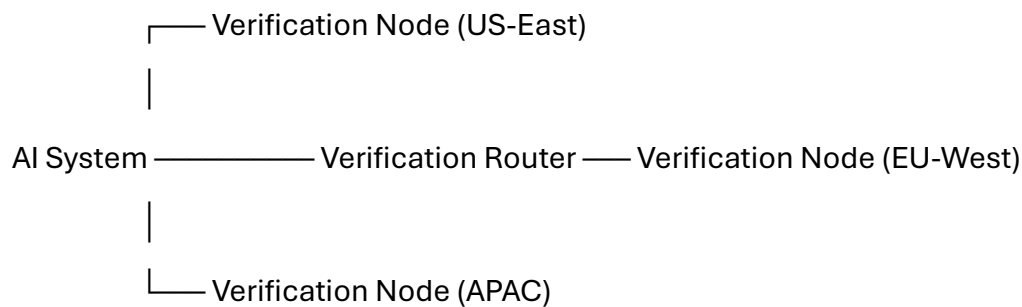 Verification Node (US-East)
AI System Verification Router Verification Node (EU-West)
Verification Node (APAC)